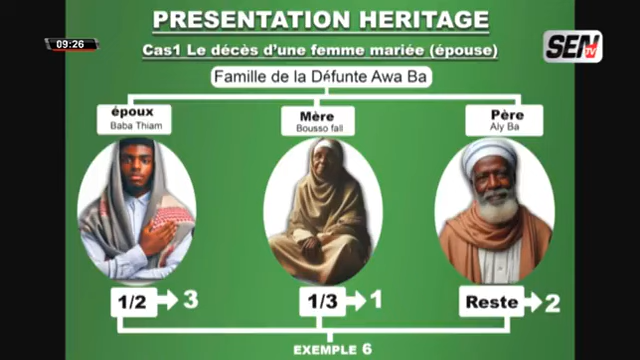 PRESENTATION HERITAGE
09:26
SEN TV
Cas1 Le décès d'une femme mariée (épouse)
Famille de la Défunte Awa Ba
époux
Baba Thiam
Mère
Bousso fall
Père
Aly Ba
1/2 3
1/3 1
Reste 2
EXEMPLE 6